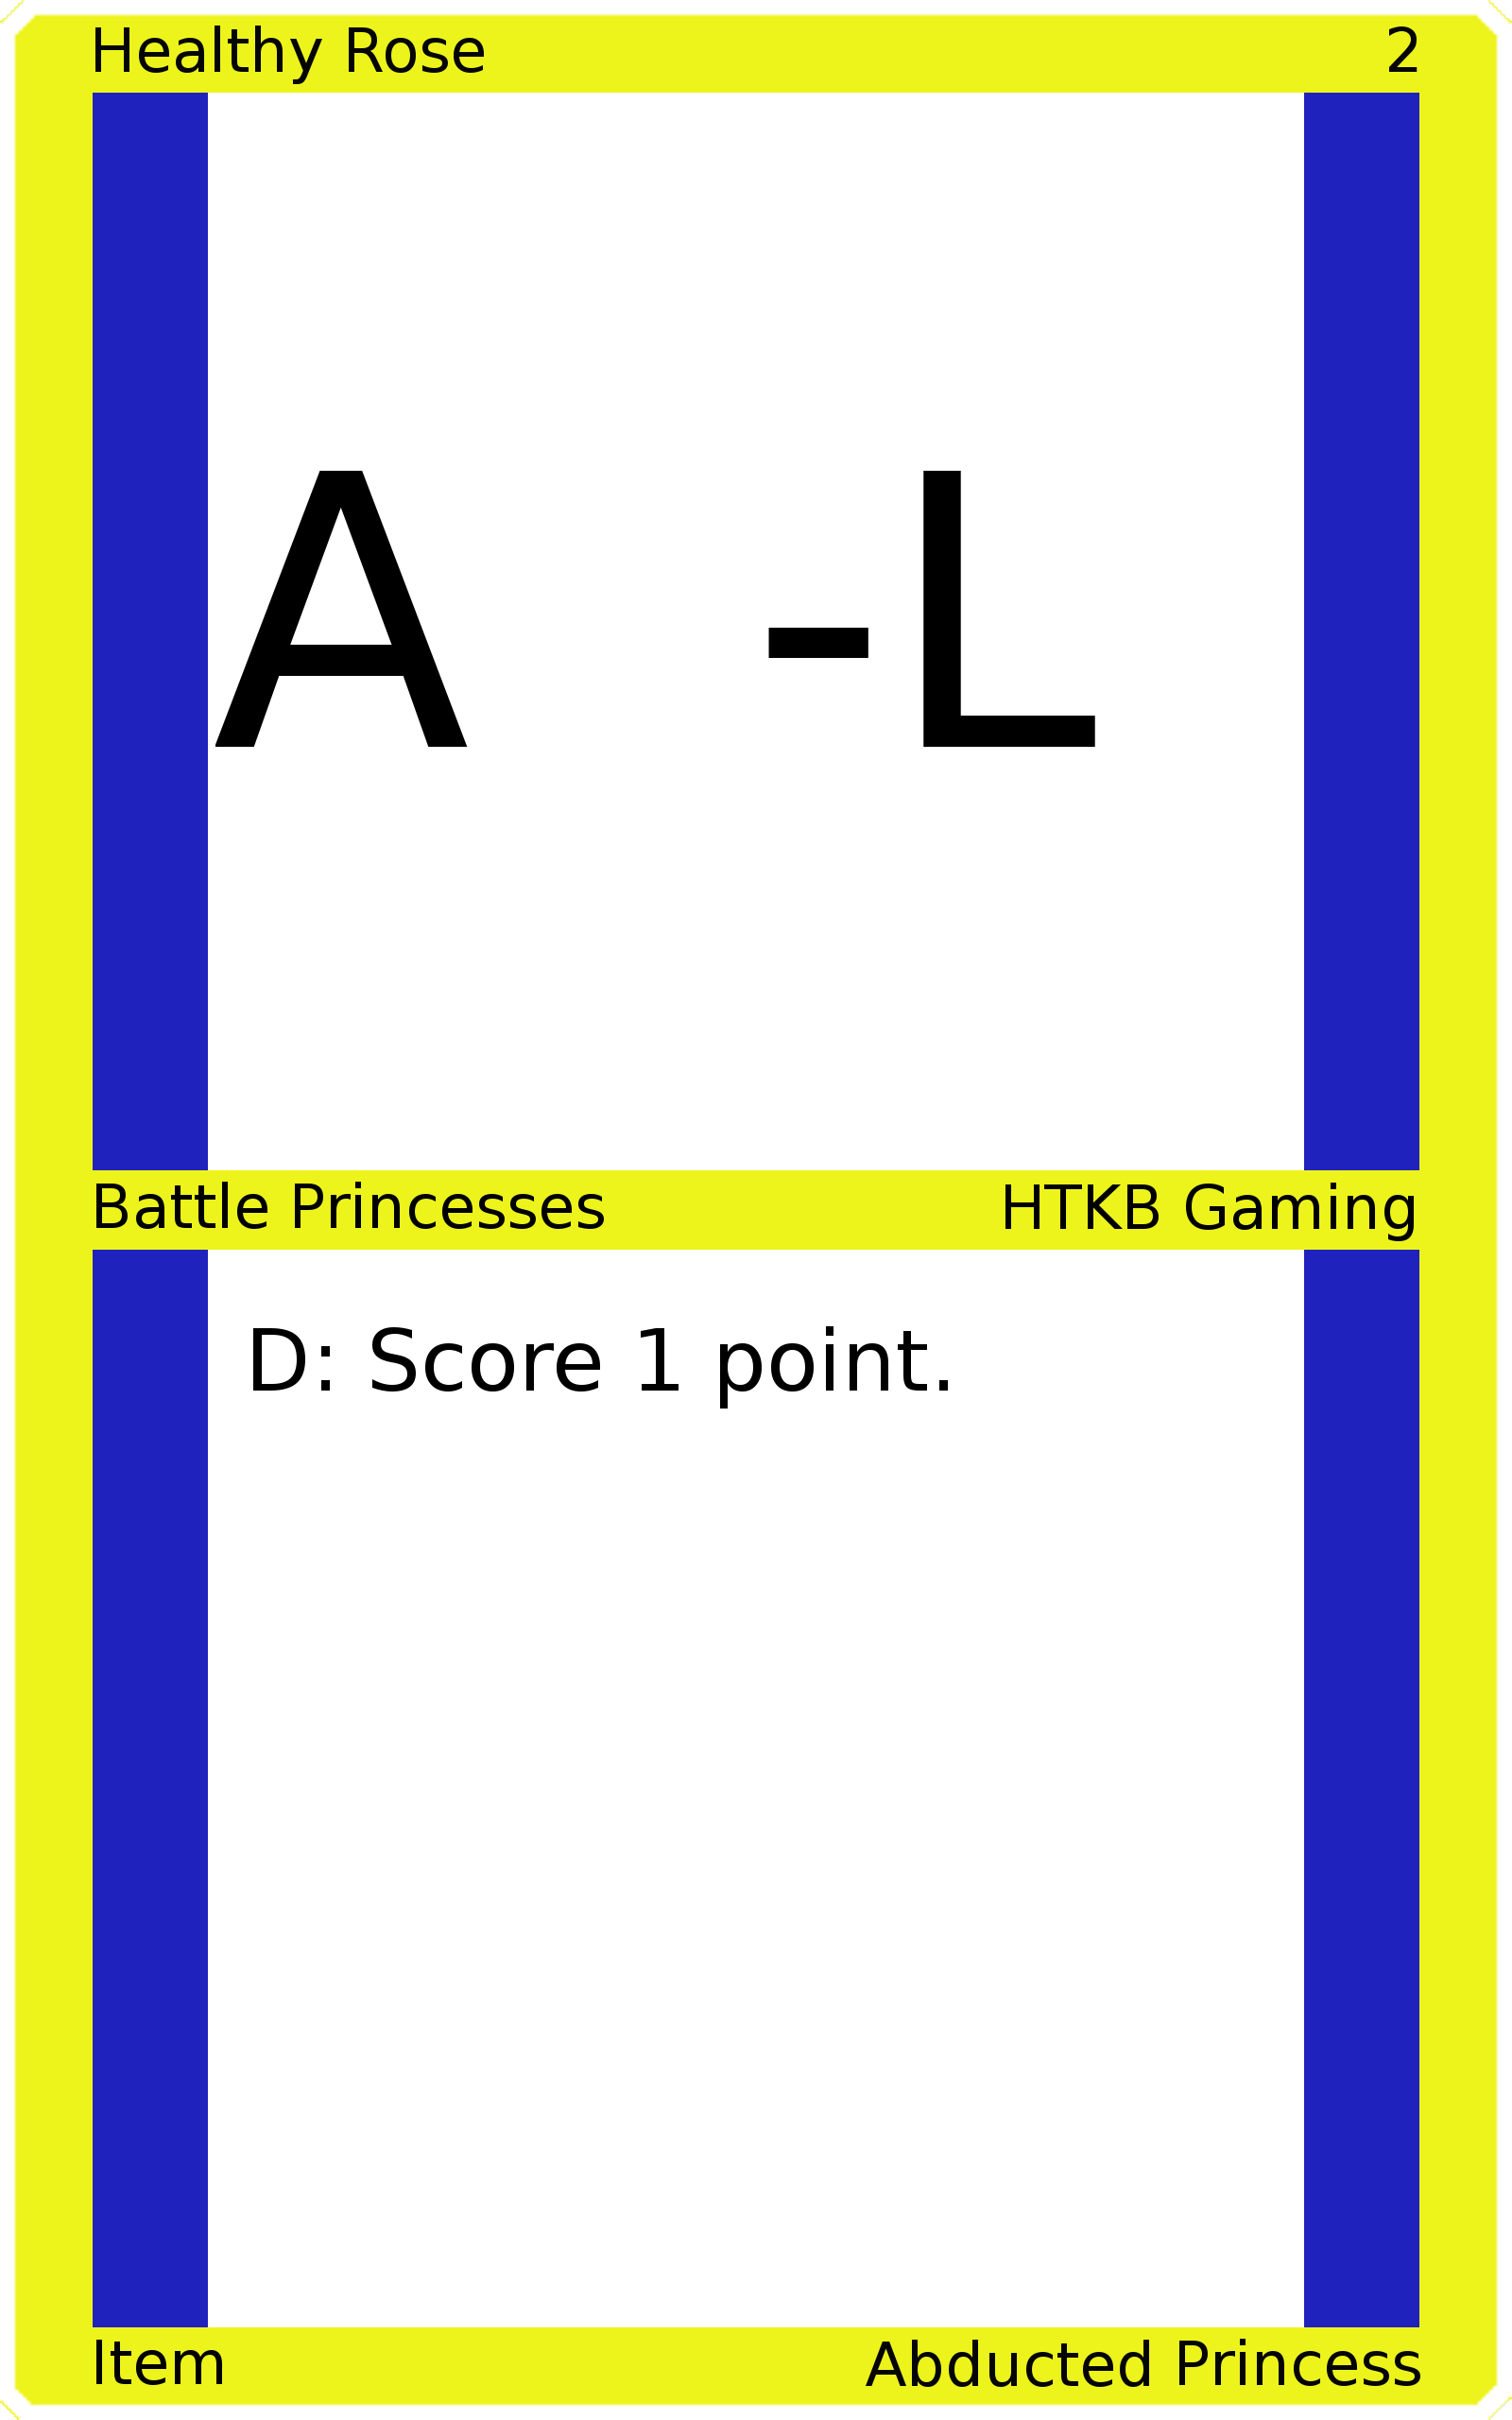 Healthy Rose 2
A -L
Battle Princesses HTKB Gaming
D: Score 1 point.
Item Abducted Princess